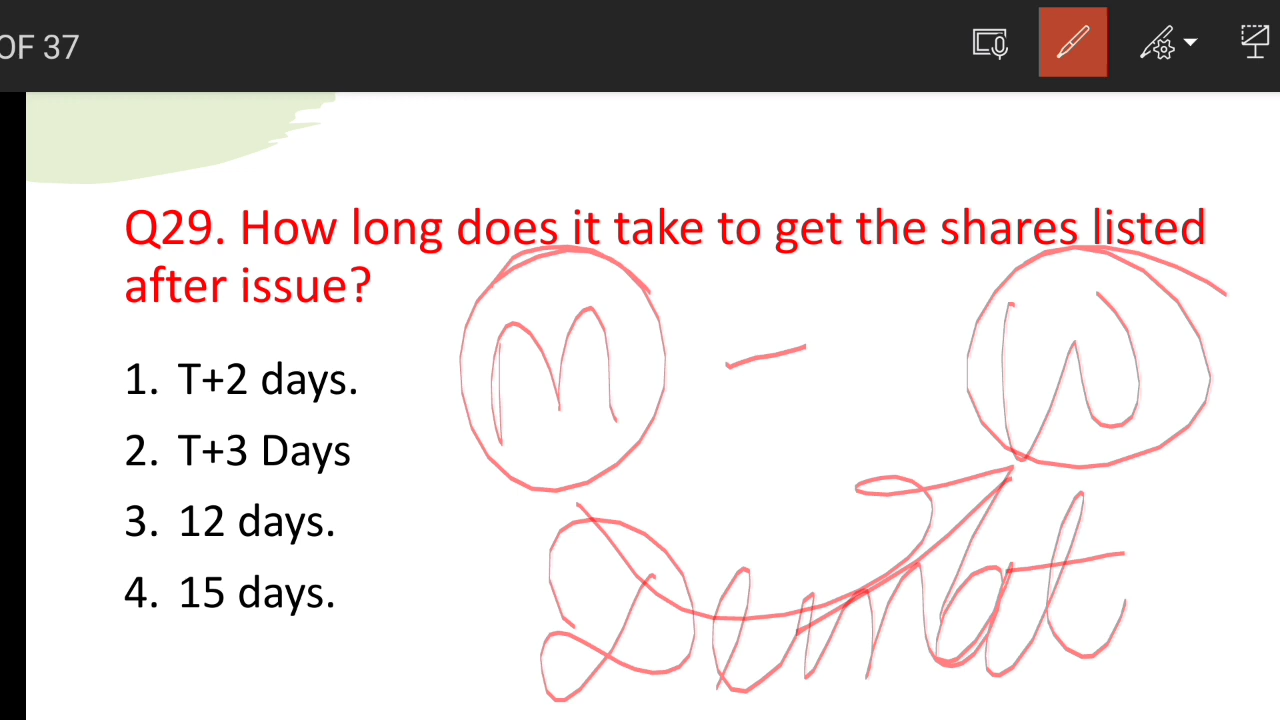 OF 37
Q29. How long does it take to get the shares listed
after issue?
1. T+2 days.
2. T+3 Days
3. 12 days.
4. 15 days.
M - N
Demat